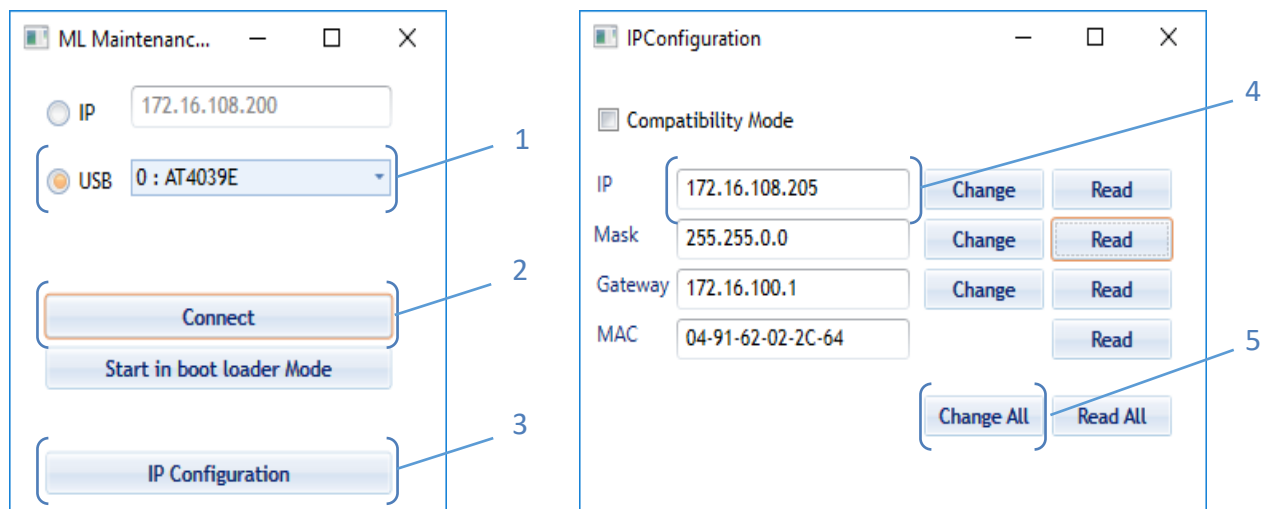 ML Maintenanc...
IP 172.16.108.200
1
USB 0 : AT4039E
2
Connect
Start in boot loader Mode
3
IP Configuration
IPConfiguration
4
Compatibility Mode
IP 172.16.108.205 Change Read
Mask 255.255.0.0 Change Read
Gateway 172.16.100.1 Change Read
MAC 04-91-62-02-2C-64 Read
5
Change All Read All